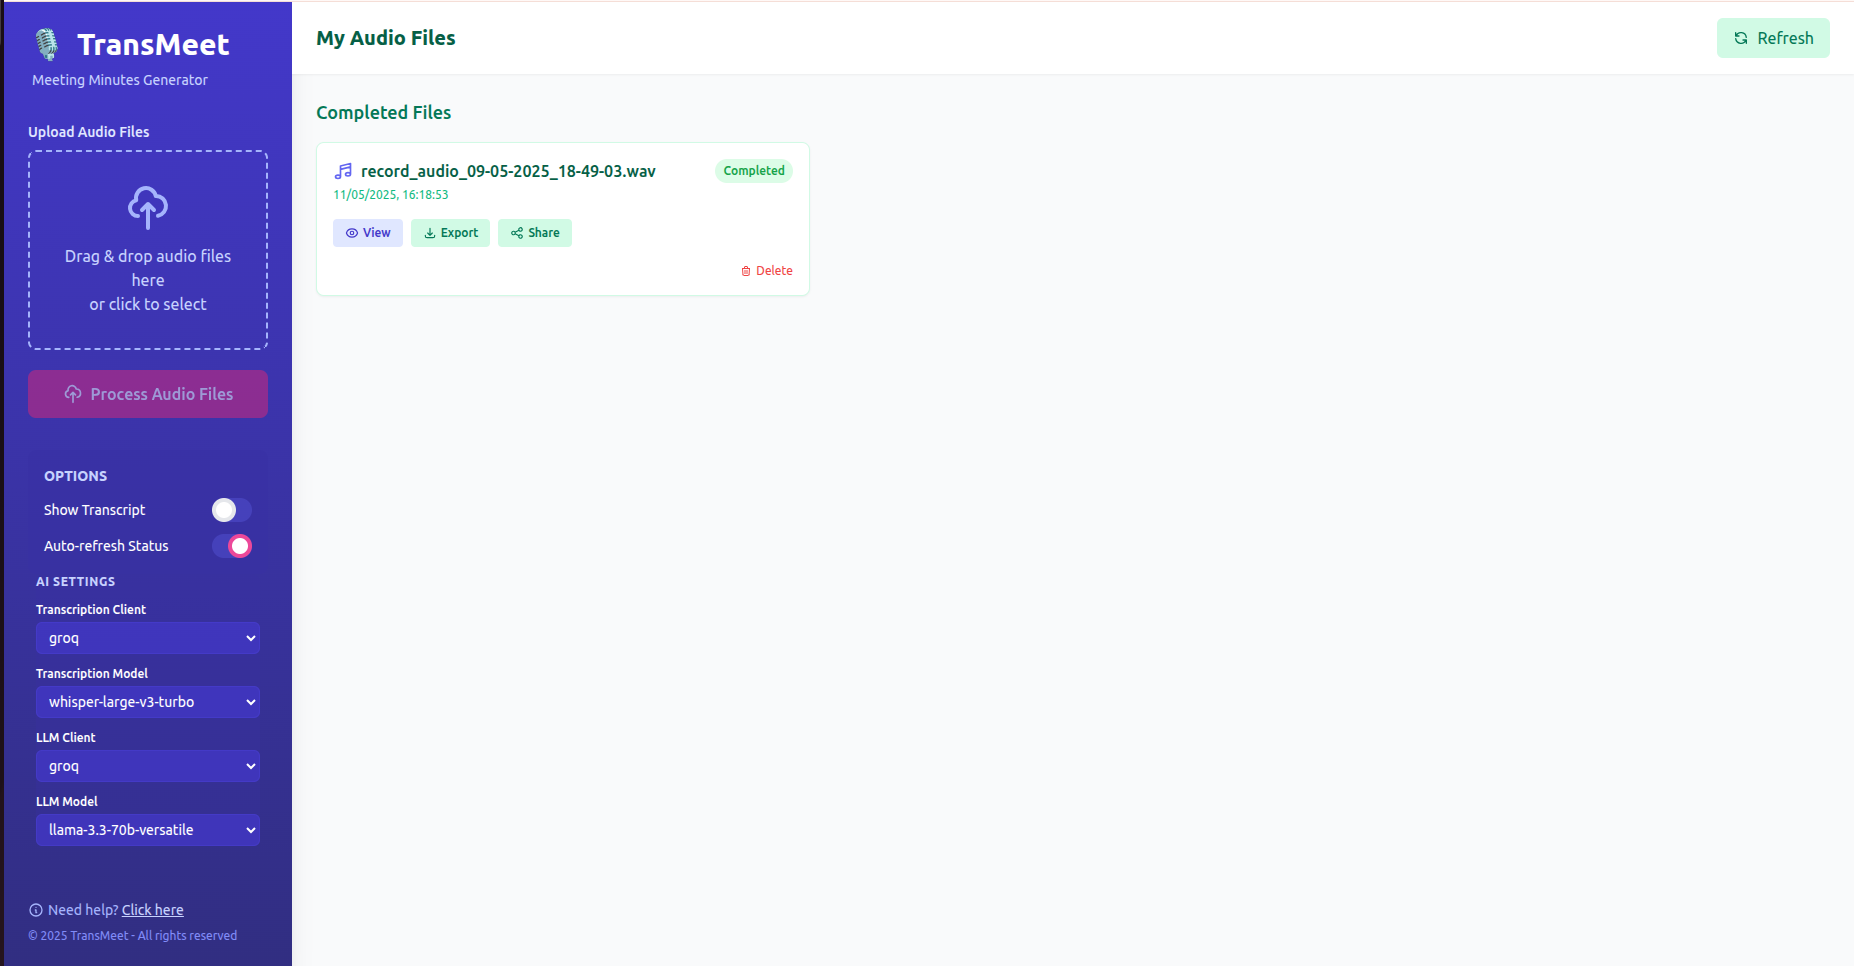 TransMeet
Meeting Minutes Generator
Upload Audio Files
Drag & drop audio files
here
or click to select
Process Audio Files
OPTIONS
Show Transcript
Auto-refresh Status
AI SETTINGS
Transcription Client
groq
Transcription Model
whisper-large-v3-turbo
LLM Client
groq
LLM Model
llama-3.3-70b-versatile
Need help? Click here
© 2025 TransMeet - All rights reserved
My Audio Files
Refresh
Completed Files
record_audio_09-05-2025_18-49-03.wav
Completed
11/05/2025, 16:18:53
View
Export
Share
Delete